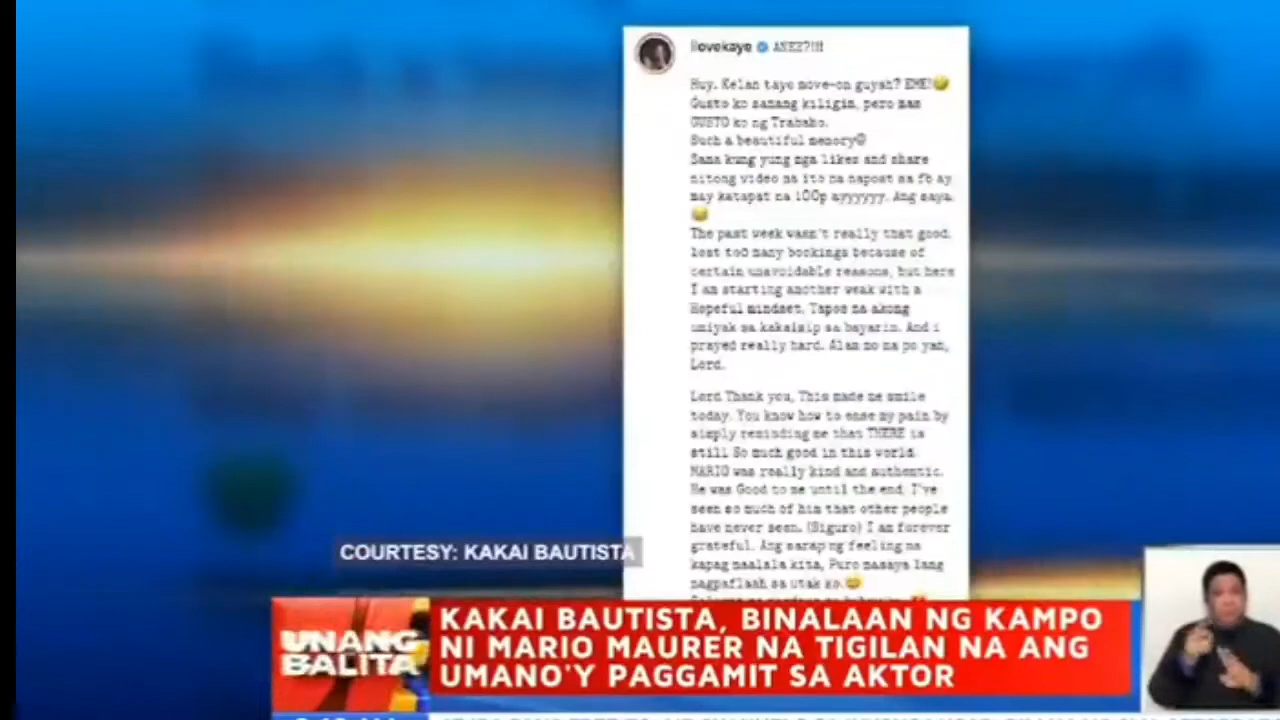 ilovekaye ANEZ?!!!
Huy. Kelan tayo move-on guyah? EME!
Gusto ko sanang kiligin, pero mas
GUSTO ko ng Trabaho.
Such a beautiful memory
Sana kung yung mga likes and share
nitong video na ito na napost sa fb ay
may katapat na 100p ayyyyyy. Ang saya.
The past week wasn't really that good.
lost too many bookings because of
certain unavoidable reasons, but here
I am starting another weak with a
Hopeful mindset. Tapos na akong
umiyak sa kakaisip sa bayarin. And i
prayed really hard. Alam mo na po yan,
Lord.
Lord Thank you, This made me smile
today. You know how to ease my pain by
simply reminding me that THERE is
still So much good in this world
MARIO was really kind and authentic.
He was Good to me until the end, I've
seen so much of him that other people
have never seen. (Siguro) I am forever
grateful. Ang sarap ng feeling na
kapag naalala kita, Puro masaya lang
nagpaflash sa utak ko.
COURTESY: KAKAI BAUTISTA
UNANG
BALITA
KAKAI BAUTISTA, BINALAAN NG KAMPO
NI MARIO MAURER NA TIGILAN NA ANG
UMANO'Y PAGGAMIT SA AKTOR